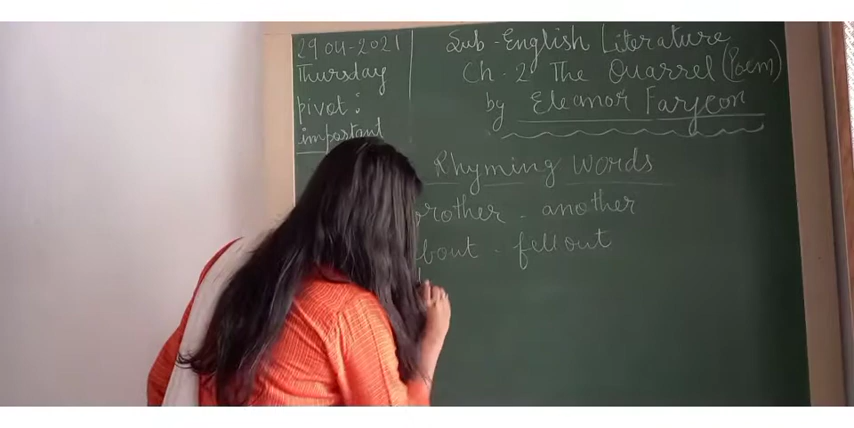 29-04-2021
Thursday
pivot :
important
Sub - English Literature
Ch - 2 The Quarrel (Poem)
by Eleanor Farjeon
Rhyming Words
brother - another
about - fell out